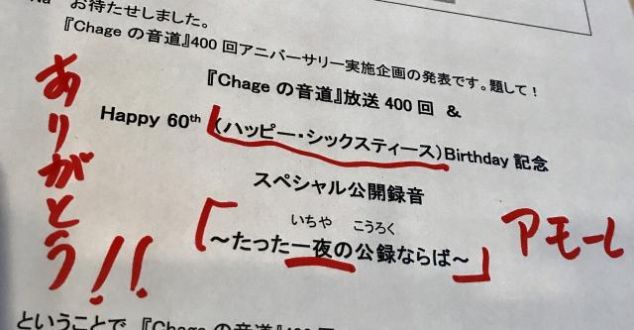 Na お待たせしました。
『Chage の音道』400 回アニバーサリー実施企画の発表です。題して！
『Chage の音道』放送 400 回 ＆
Happy 60th (ハッピー・シックスティース)Birthday 記念
スペシャル公開録音
いちや こうろく
～たった一夜の公録ならば～
ありがとう!!
「 」
アモーレ
ということで、『Chage の音道』400 回